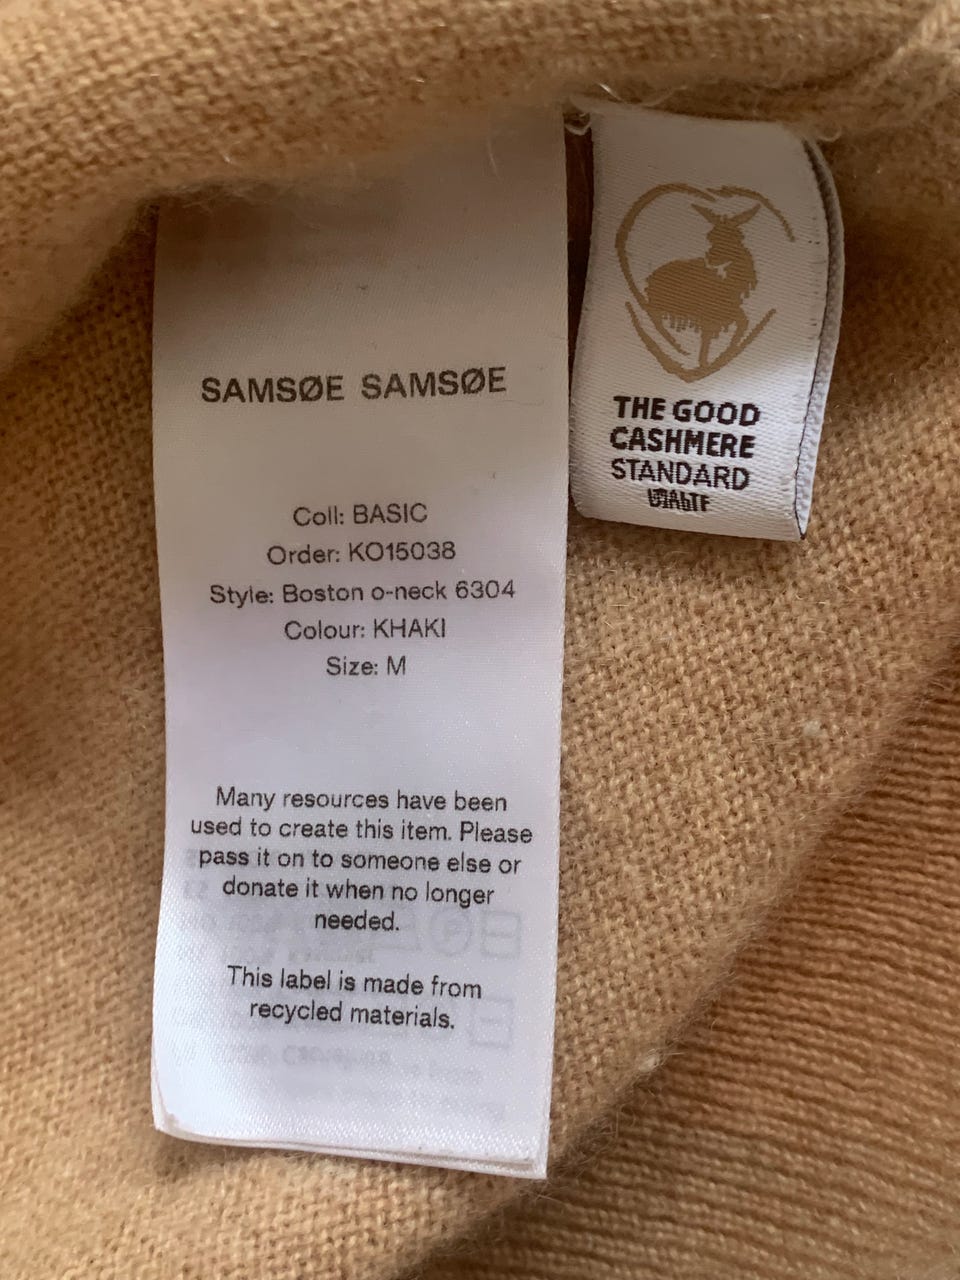 SAMSØE SAMSØE
Coll: BASIC
Order: KO15038
Style: Boston o-neck 6304
Colour: KHAKI
Size: M
Many resources have been
used to create this item. Please
pass it on to someone else or
donate it when no longer
needed.
This label is made from
recycled materials.
THE GOOD
CASHMERE
STANDARD